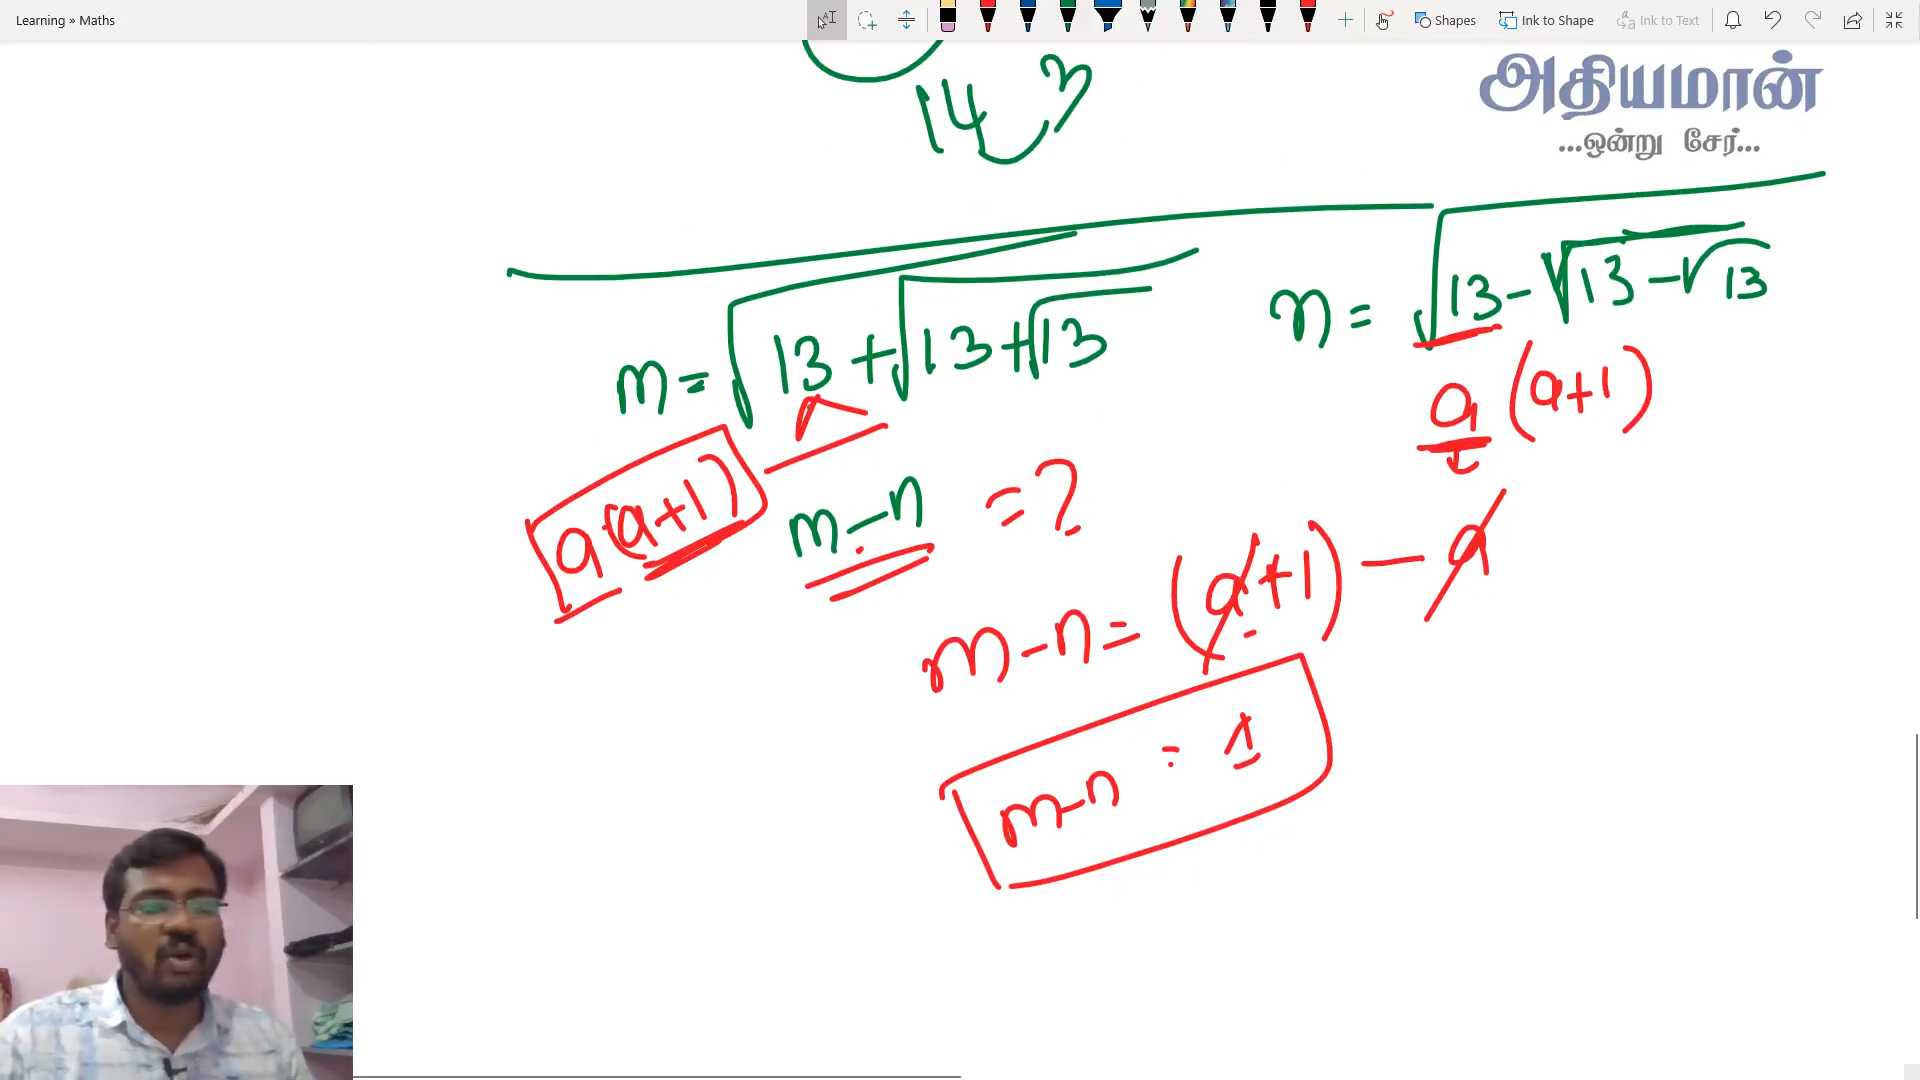 Learning » Maths
Shapes
Ink to Shape
Ink to Text
அதியமான்
...ஒன்று சேர்...
14
m = √13 + √13 + √13
n = √13 - √13 - √13
a (a+1)
a(a+1)
m - n = ?
m - n = (a+1) - a
m - n = 1